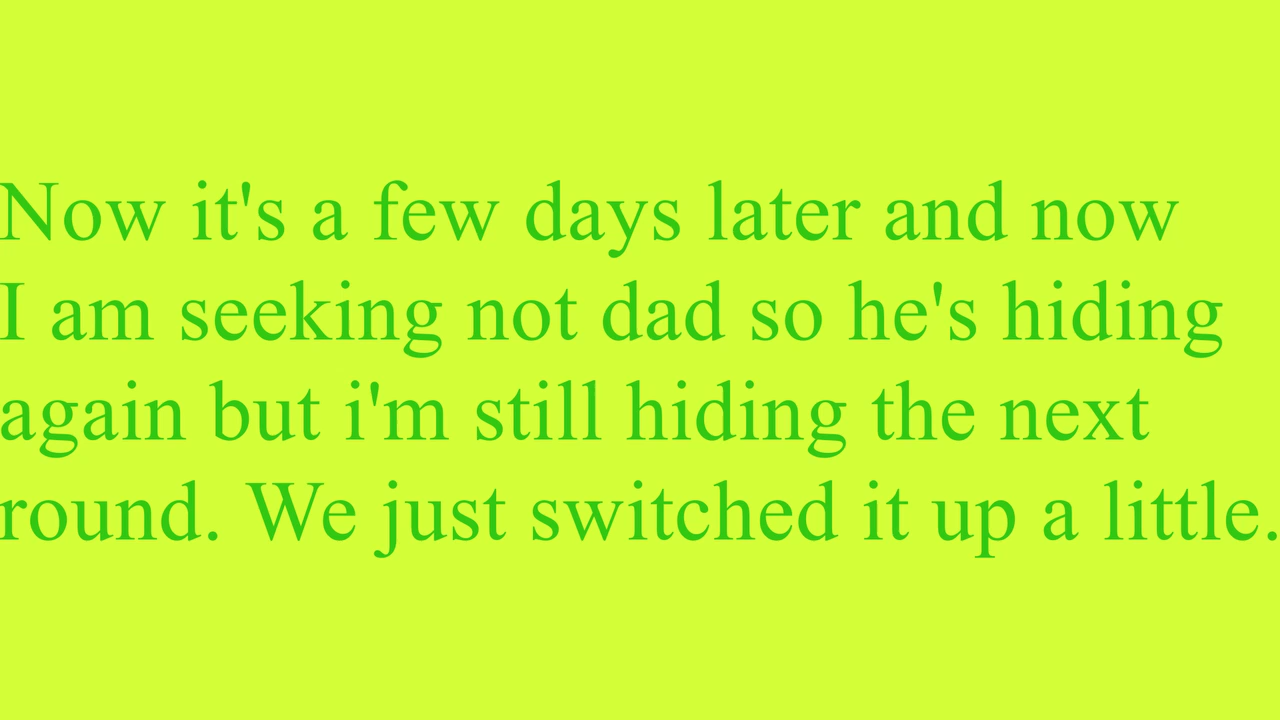 Now it's a few days later and now
I am seeking not dad so he's hiding
again but i'm still hiding the next
round. We just switched it up a little.